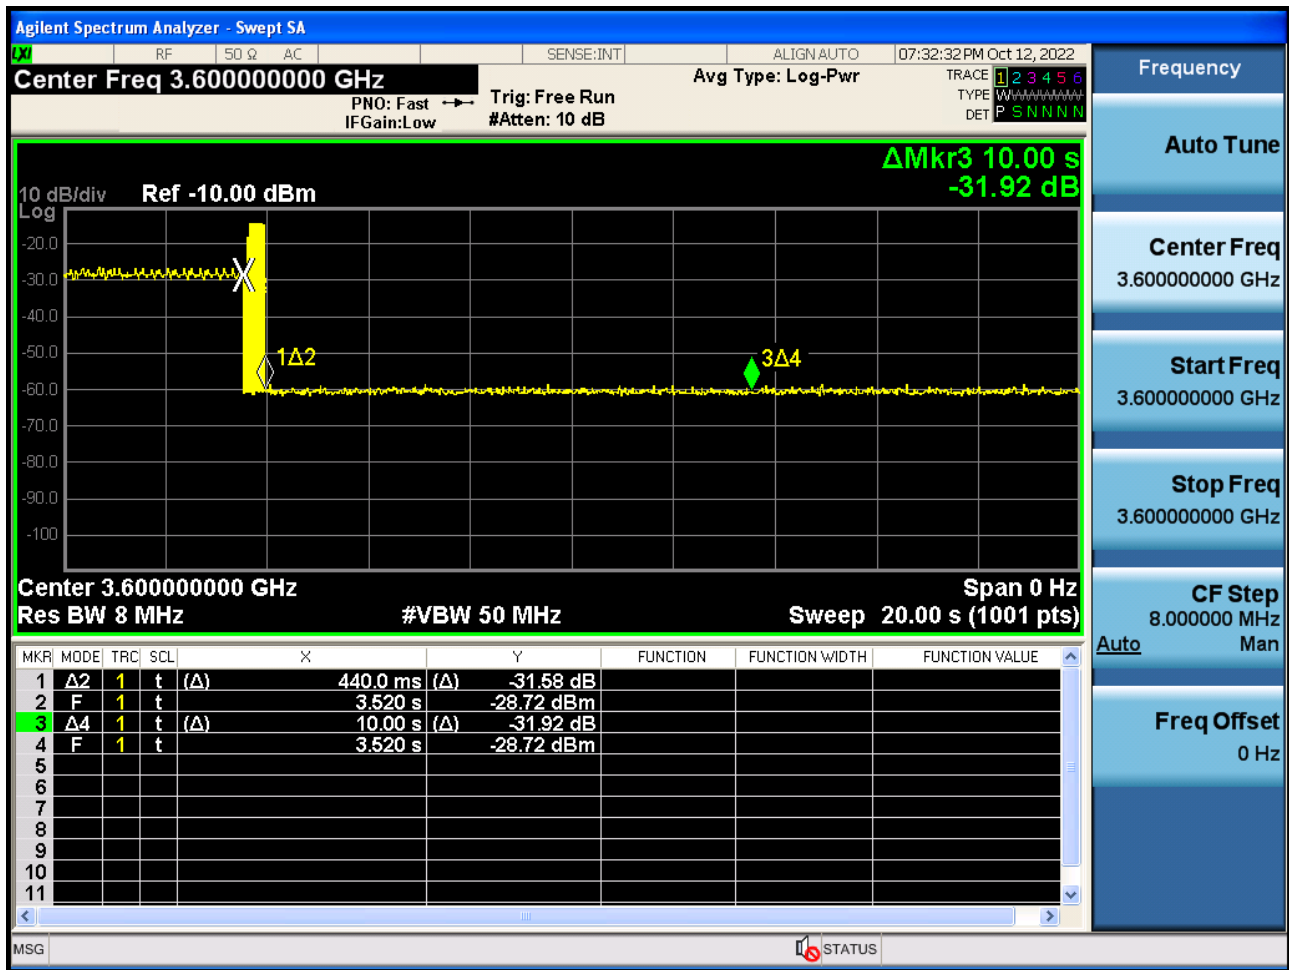 Agilent Spectrum Analyzer - Swept SA
LXI RF 50 Ω AC SENSE:INT ALIGN AUTO 07:32:32 PM Oct 12, 2022
Center Freq 3.600000000 GHz
PNO: Fast
IFGain:Low
Trig: Free Run
#Atten: 10 dB
Avg Type: Log-Pwr
TRACE 1 2 3 4 5 6
TYPE W
DET P S N N N N
ΔMkr3 10.00 s
-31.92 dB
10 dB/div Ref -10.00 dBm
Log
-20.0
-30.0
-40.0
-50.0
-60.0
-70.0
-80.0
-90.0
-100
X
1Δ2
3Δ4
Center 3.600000000 GHz Span 0 Hz
Res BW 8 MHz #VBW 50 MHz Sweep 20.00 s (1001 pts)
MKR MODE TRC SCL X Y FUNCTION FUNCTION WIDTH FUNCTION VALUE
1 Δ2 1 t (Δ) 440.0 ms (Δ) -31.58 dB
2 F 1 t 3.520 s -28.72 dBm
3 Δ4 1 t (Δ) 10.00 s (Δ) -31.92 dB
4 F 1 t 3.520 s -28.72 dBm
5
6
7
8
9
10
11
MSG STATUS
Frequency
Auto Tune
Center Freq
3.600000000 GHz
Start Freq
3.600000000 GHz
Stop Freq
3.600000000 GHz
CF Step
8.000000 MHz
Auto Man
Freq Offset
0 Hz